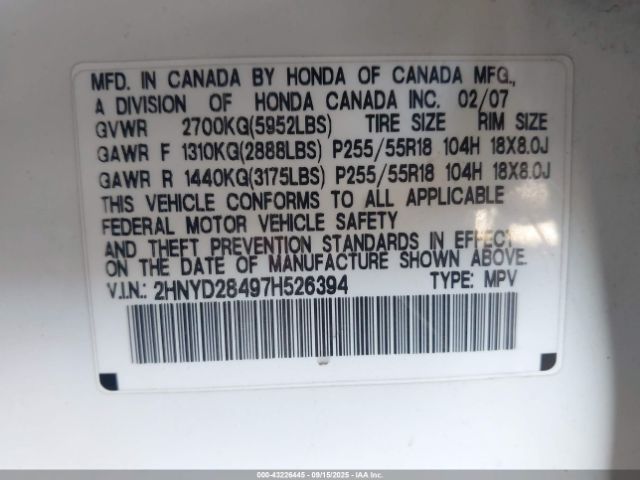 MFD. IN CANADA BY HONDA OF CANADA MFG.,
A DIVISION OF HONDA CANADA INC. 02/07
GVWR 2700KG(5952LBS) TIRE SIZE RIM SIZE
GAWR F 1310KG(2888LBS) P255/55R18 104H 18X8.0J
GAWR R 1440KG(3175LBS) P255/55R18 104H 18X8.0J
THIS VEHICLE CONFORMS TO ALL APPLICABLE
FEDERAL MOTOR VEHICLE SAFETY
AND THEFT PREVENTION STANDARDS IN EFFECT
ON THE DATE OF MANUFACTURE SHOWN ABOVE.
V.I.N.: 2HNYD28497H526394 TYPE: MPV
000-43226445 - 09/15/2025 - IAA, Inc.